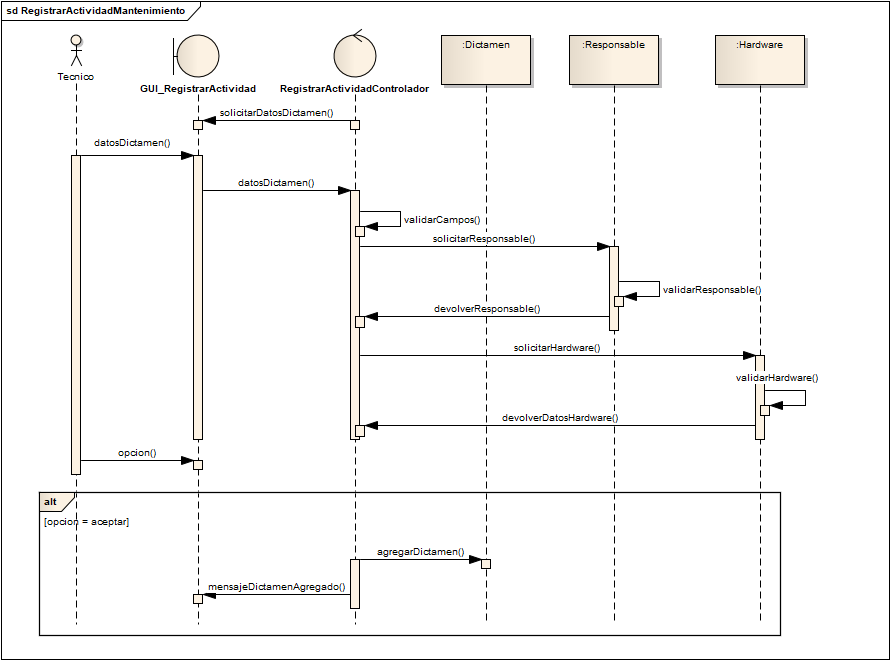 sd RegistrarActividadMantenimiento
Tecnico
GUI_RegistrarActividad
RegistrarActividadControlador
:Dictamen
:Responsable
:Hardware
solicitarDatosDictamen()
datosDictamen()
datosDictamen()
validarCampos()
solicitarResponsable()
validarResponsable()
devolverResponsable()
solicitarHardware()
validarHardware()
devolverDatosHardware()
opcion()
alt
[opcion = aceptar]
agregarDictamen()
mensajeDictamenAgregado()